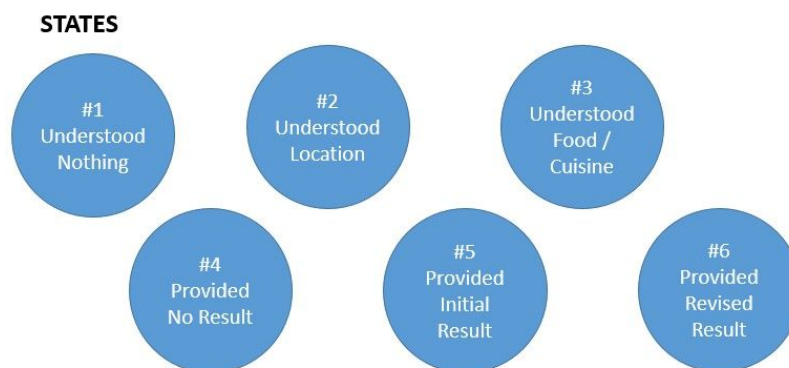 STATES
#1
Understood
Nothing
#2
Understood
Location
#3
Understood
Food /
Cuisine
#4
Provided
No Result
#5
Provided
Initial
Result
#6
Provided
Revised
Result